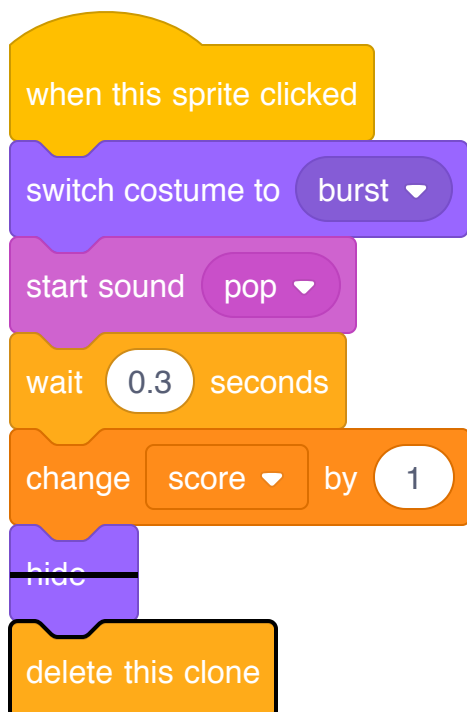 when this sprite clicked
switch costume to burst
start sound pop
wait 0.3 seconds
change score by 1
hide
delete this clone